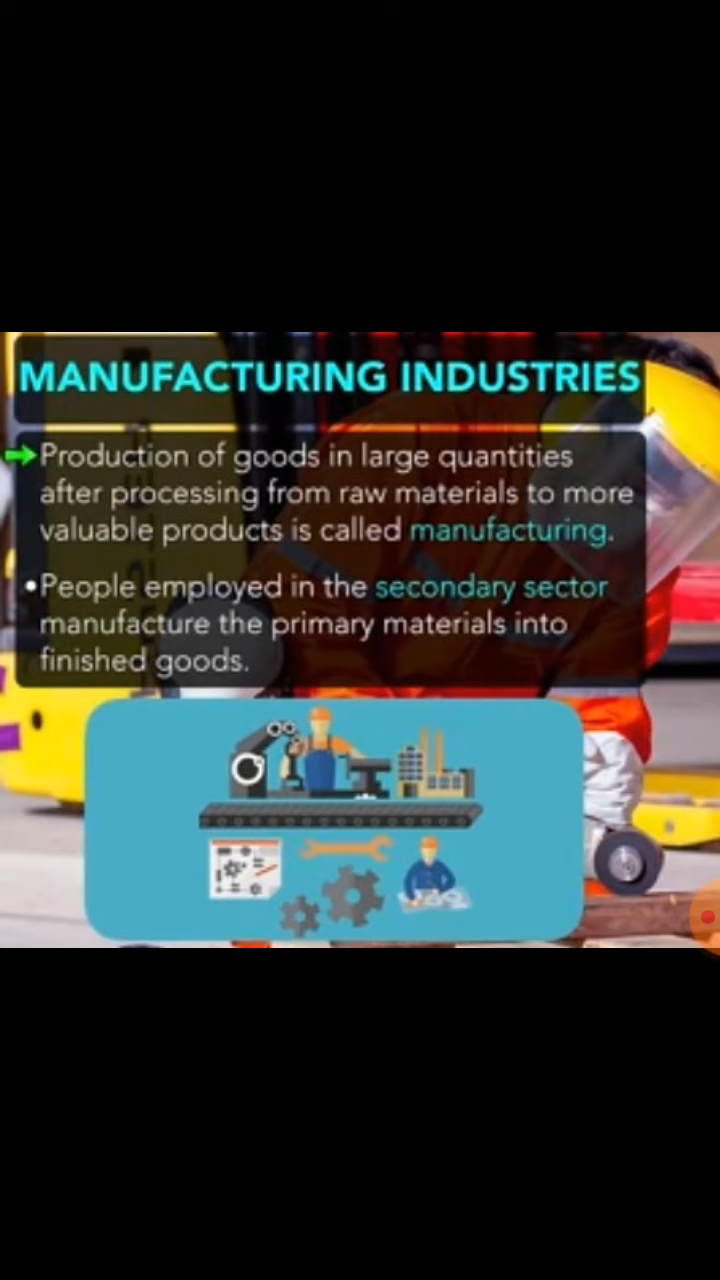 MANUFACTURING INDUSTRIES
Production of goods in large quantities
after processing from raw materials to more
valuable products is called manufacturing.
•People employed in the secondary sector
manufacture the primary materials into
finished goods.